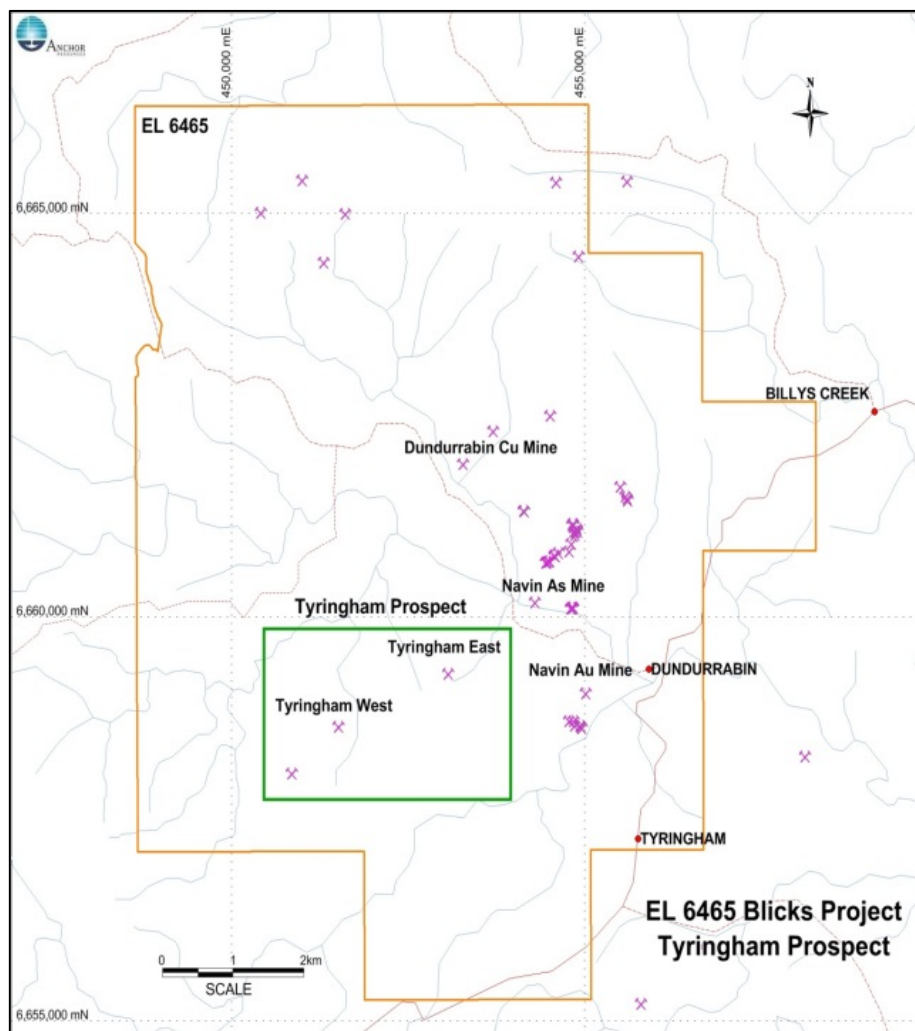 ANCHOR
RESOURCES
450,000 mE
455,000 mE
N
EL 6465
6,665,000 mN
BILLYS CREEK
Dundurrabin Cu Mine
Navin As Mine
6,660,000 mN
Tyringham Prospect
Tyringham East
Navin Au Mine
DUNDURRABIN
Tyringham West
TYRINGHAM
EL 6465 Blicks Project
Tyringham Prospect
0 1 2km
SCALE
6,655,000 mN